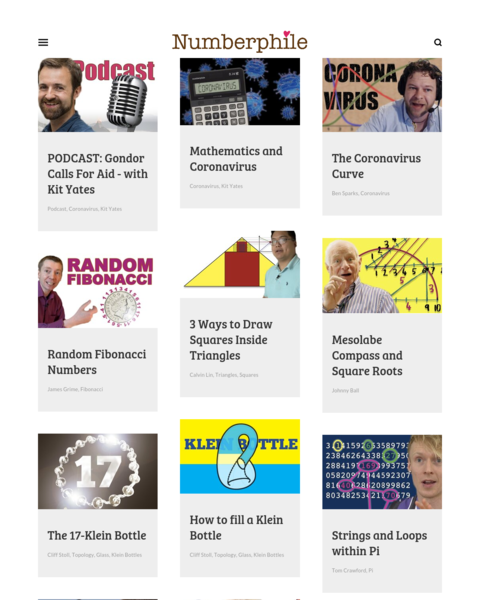 Numberphile
Podcast
PODCAST: Gondor
Calls For Aid - with
Kit Yates
Podcast, Coronavirus, Kit Yates
CORONAVIRUS
Mathematics and
Coronavirus
Coronavirus, Kit Yates
CORONA
VIRUS
The Coronavirus
Curve
Ben Sparks, Coronavirus
RANDOM
FIBONACCI
Random Fibonacci
Numbers
James Grime, Fibonacci
3 Ways to Draw
Squares Inside
Triangles
Calvin Lin, Triangles, Squares
Mesolabe
Compass and
Square Roots
Johnny Ball
17
The 17-Klein Bottle
Cliff Stoll, Topology, Glass, Klein Bottles
KLEIN BOTTLE
How to fill a Klein
Bottle
Cliff Stoll, Topology, Glass, Klein Bottles
Strings and Loops
within Pi
Tom Crawford, Pi